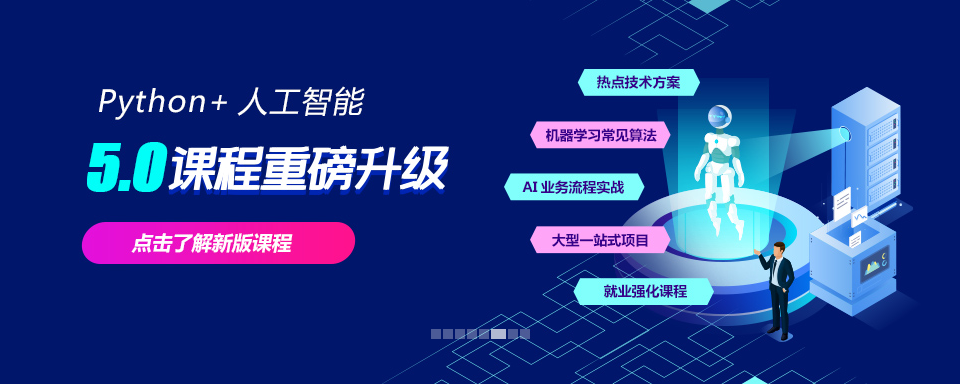 Python+ 人工智能
5.0课程重磅升级
点击了解新版课程
热点技术方案
机器学习常见算法
AI 业务流程实战
大型一站式项目
就业强化课程